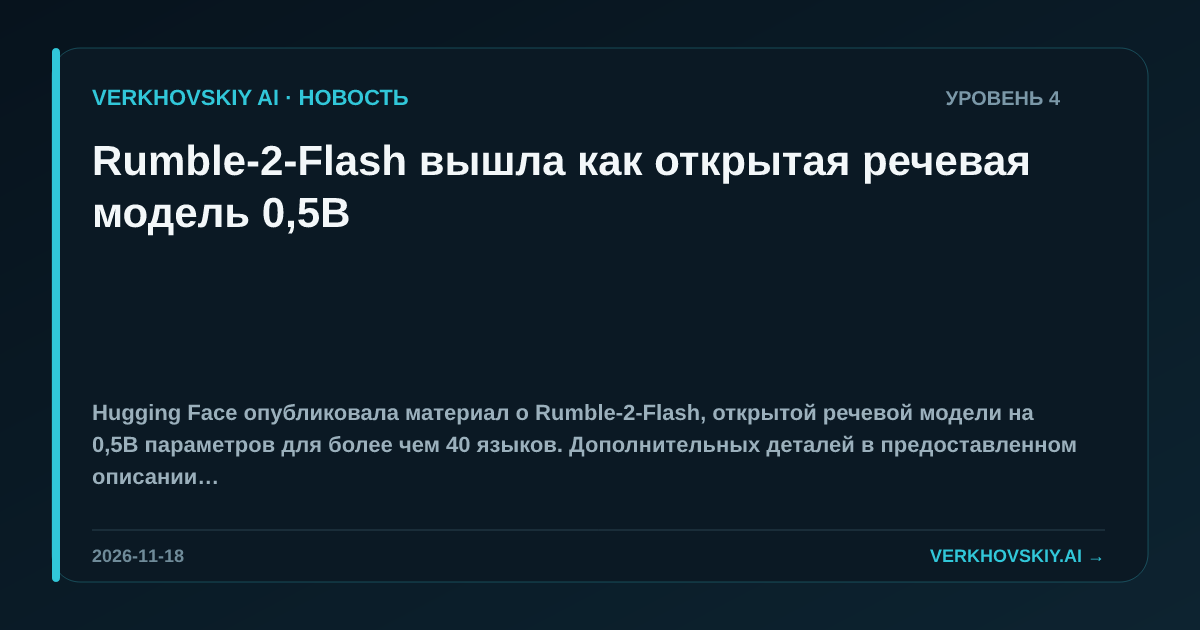 VERKHOVSKIY AI · НОВОСТЬ
УРОВЕНЬ 4
Rumble-2-Flash вышла как открытая речевая
модель 0,5B
Hugging Face опубликовала материал о Rumble-2-Flash, открытой речевой модели на
0,5B параметров для более чем 40 языков. Дополнительных деталей в предоставленном
описании…
2026-11-18
VERKHOVSKIY.AI →